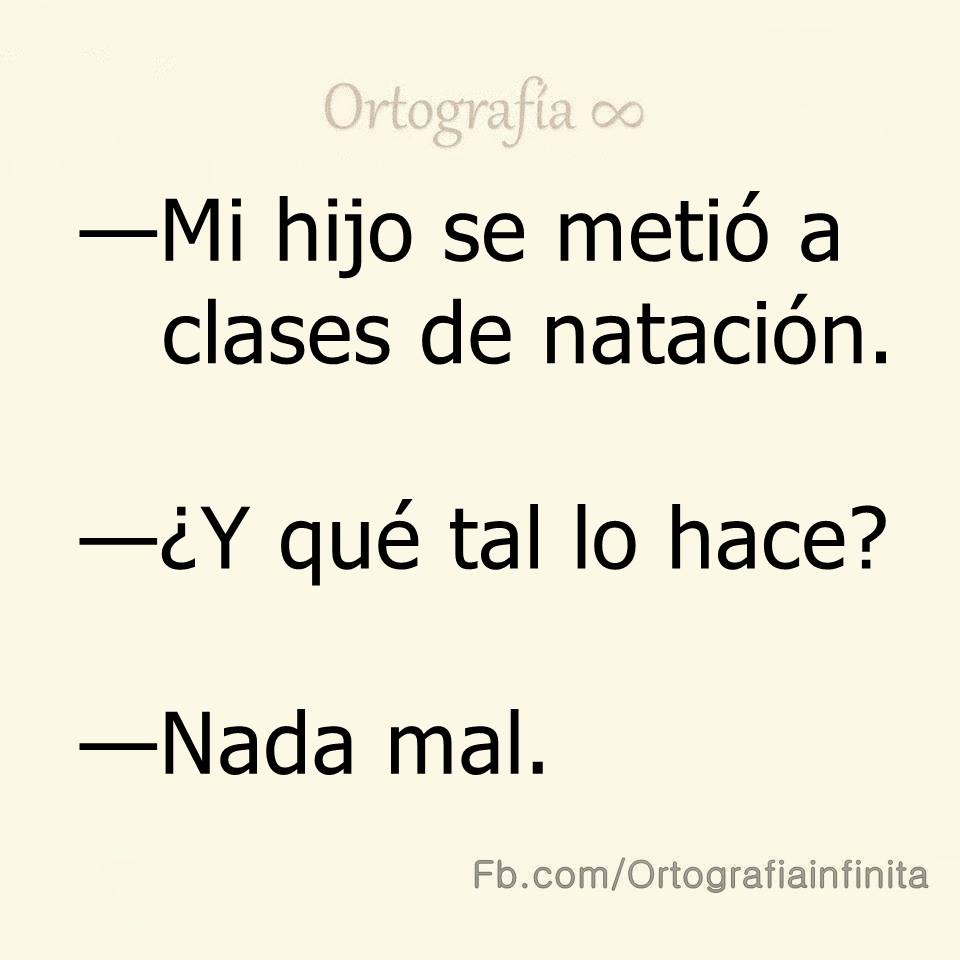 Ortografía ∞
—Mi hijo se metió a
clases de natación.
—¿Y qué tal lo hace?
—Nada mal.
Fb.com/Ortografiainfinita